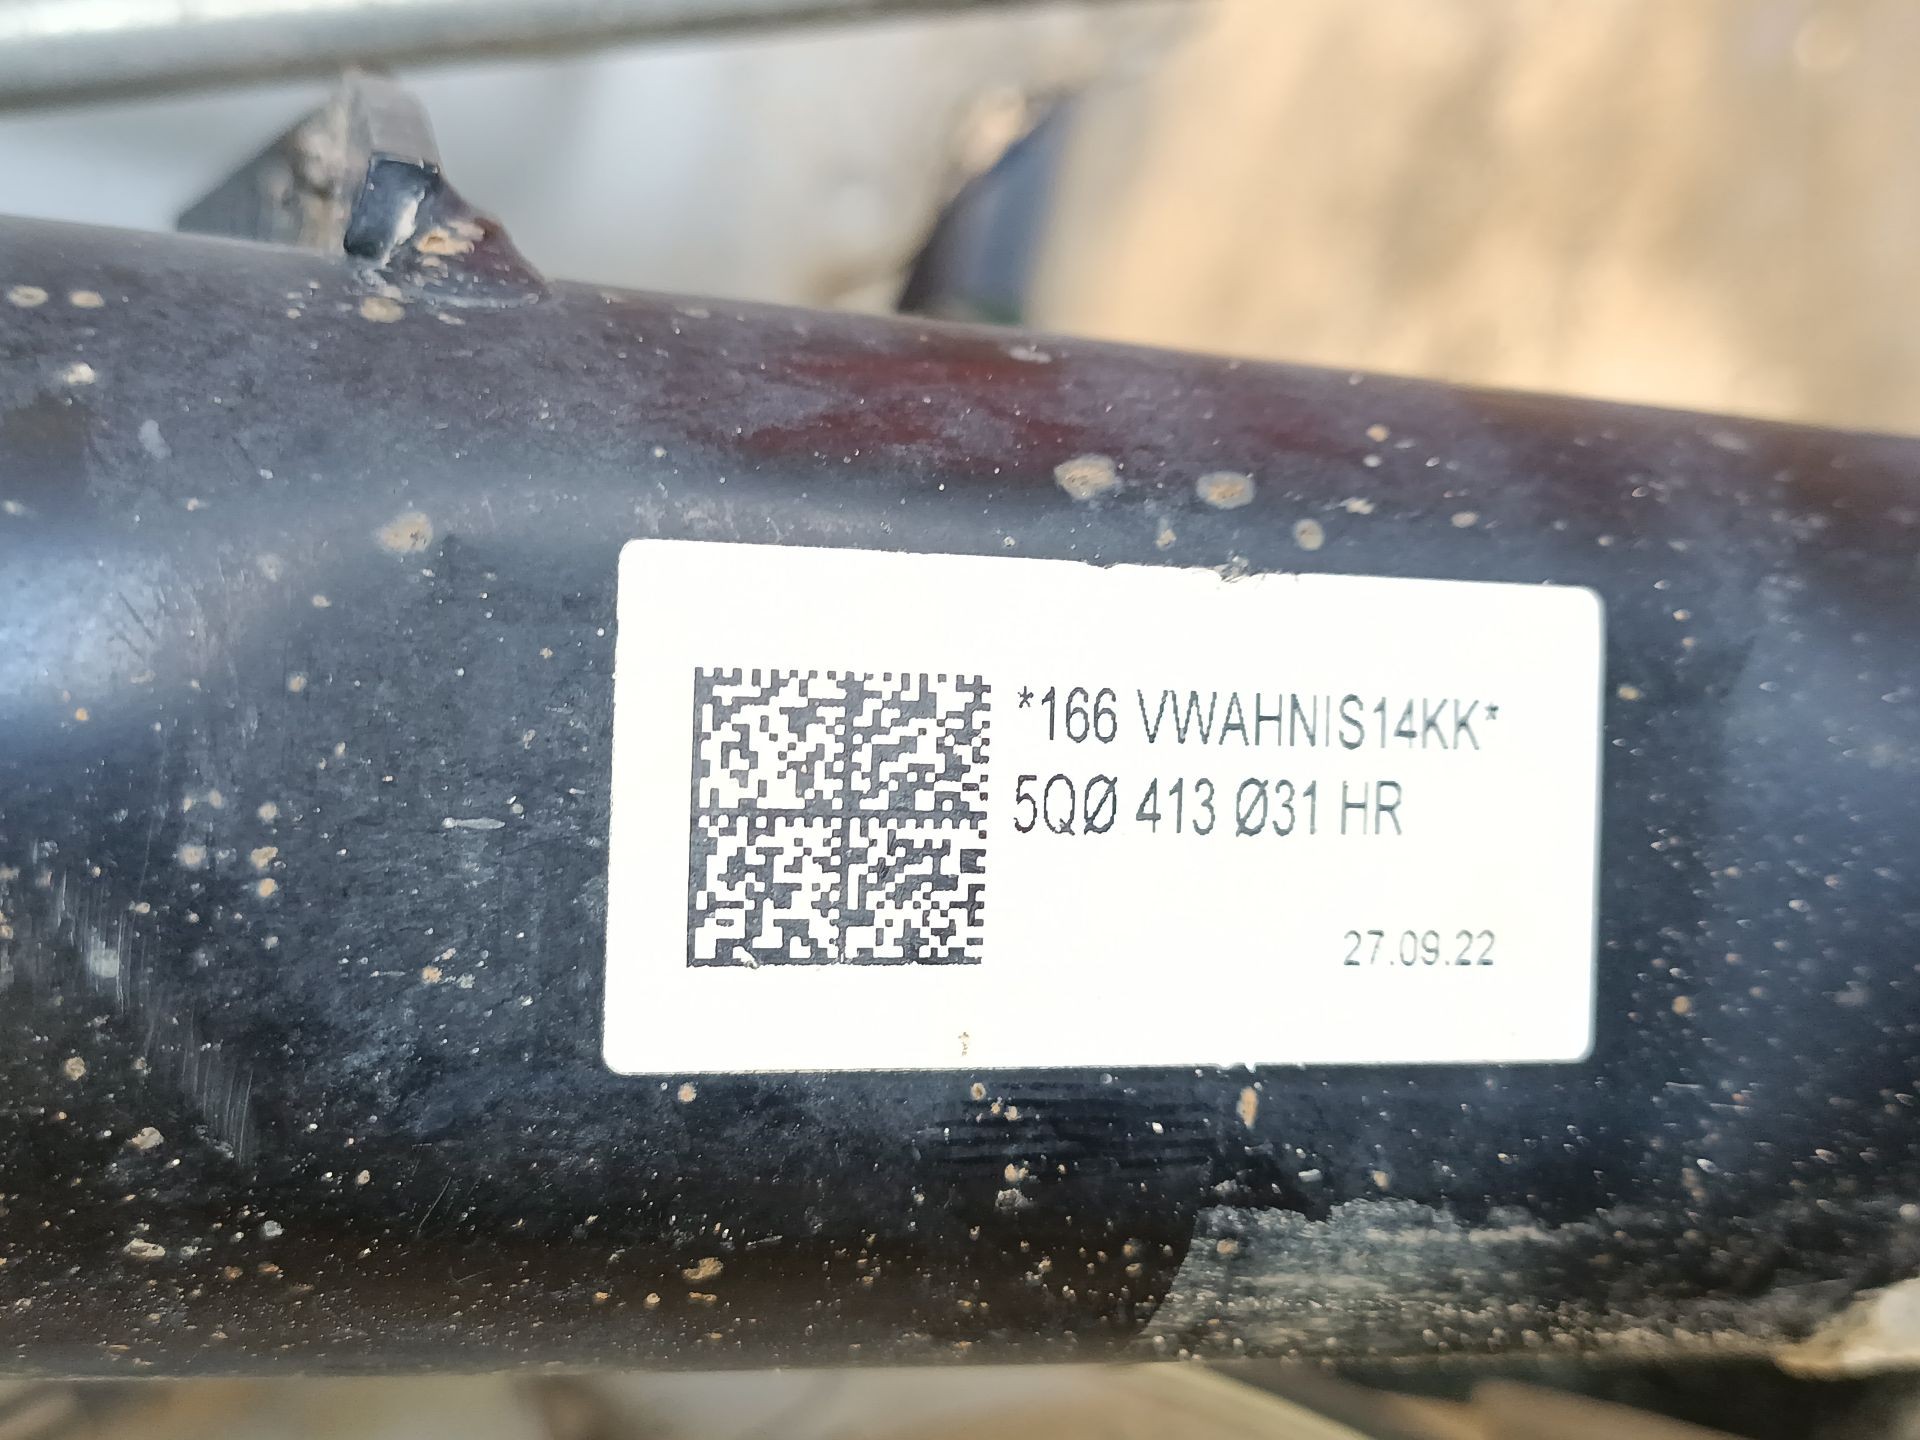 *166 VWAHNIS14KK*
5QØ 413 Ø31 HR
27.09.22